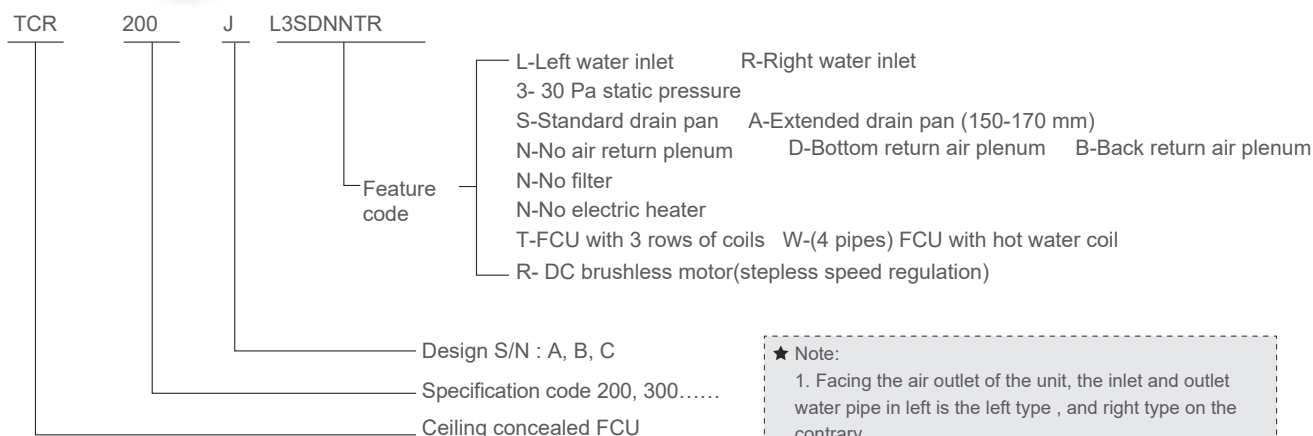 TCR 200 J L3SDNNTR
L-Left water inlet R-Right water inlet
3- 30 Pa static pressure
S-Standard drain pan A-Extended drain pan (150-170 mm)
N-No air return plenum D-Bottom return air plenum B-Back return air plenum
N-No filter
N-No electric heater
T-FCU with 3 rows of coils W-(4 pipes) FCU with hot water coil
R- DC brushless motor(stepless speed regulation)
Feature
code
Design S/N : A, B, C
Specification code 200, 300……
Ceiling concealed FCU
★ Note:
1. Facing the air outlet of the unit, the inlet and outlet
water pipe in left is the left type , and right type on the
contrary